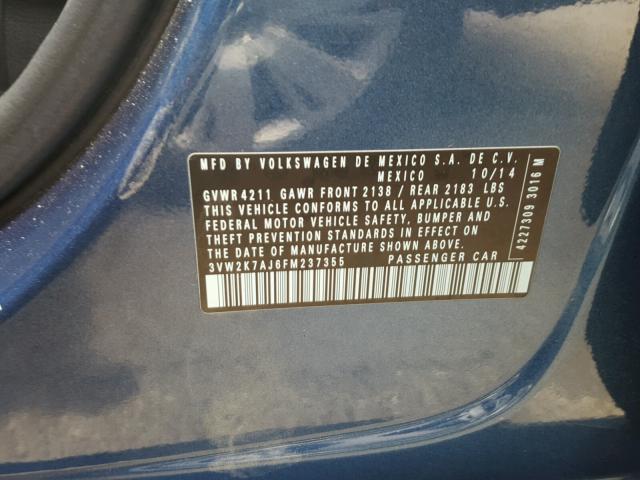 MFD BY VOLKSWAGEN DE MEXICO S.A. DE C.V.
MEXICO 10/14
GVWR 4211 GAWR FRONT 2138 / REAR 2183 LBS
THIS VEHICLE CONFORMS TO ALL APPLICABLE U.S.
FEDERAL MOTOR VEHICLE SAFETY, BUMPER AND
THEFT PREVENTION STANDARDS IN EFFECT ON
THE DATE OF MANUFACTURE SHOWN ABOVE.
3VW2K7AJ6FM237355 PASSENGER CAR
4227309 3016 M